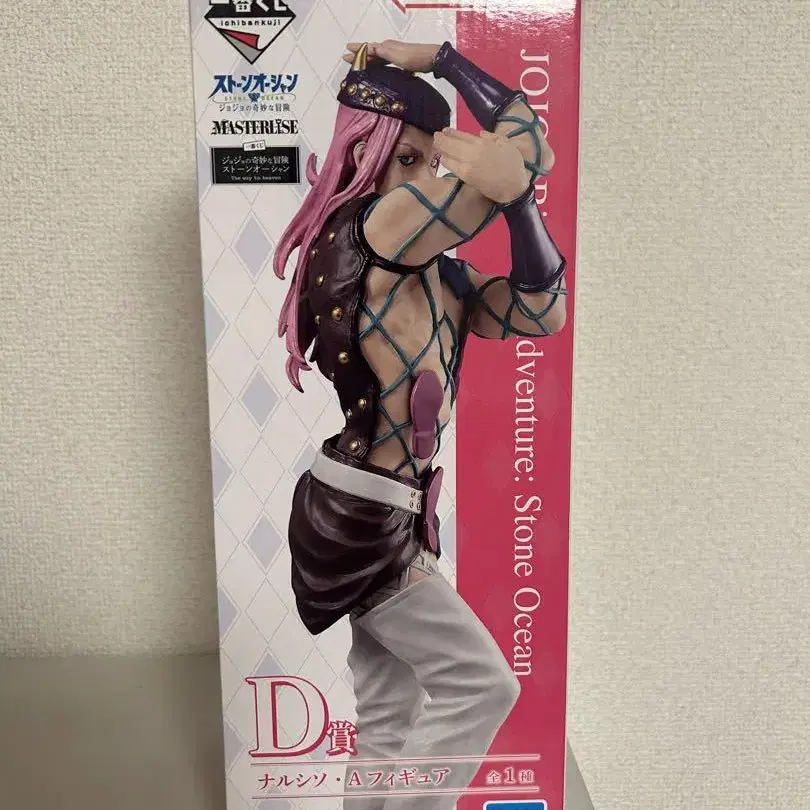 一番くじ
ichibankuji
ストーンオーシャン
STONE OCEAN
ジョジョの奇妙な冒険
MASTERLISE
一番くじ
ジョジョの奇妙な冒険
ストーンオーシャン
The way to heaven
dventure: Stone Ocean
D賞
ナルシソ・Aフィギュア 全1種